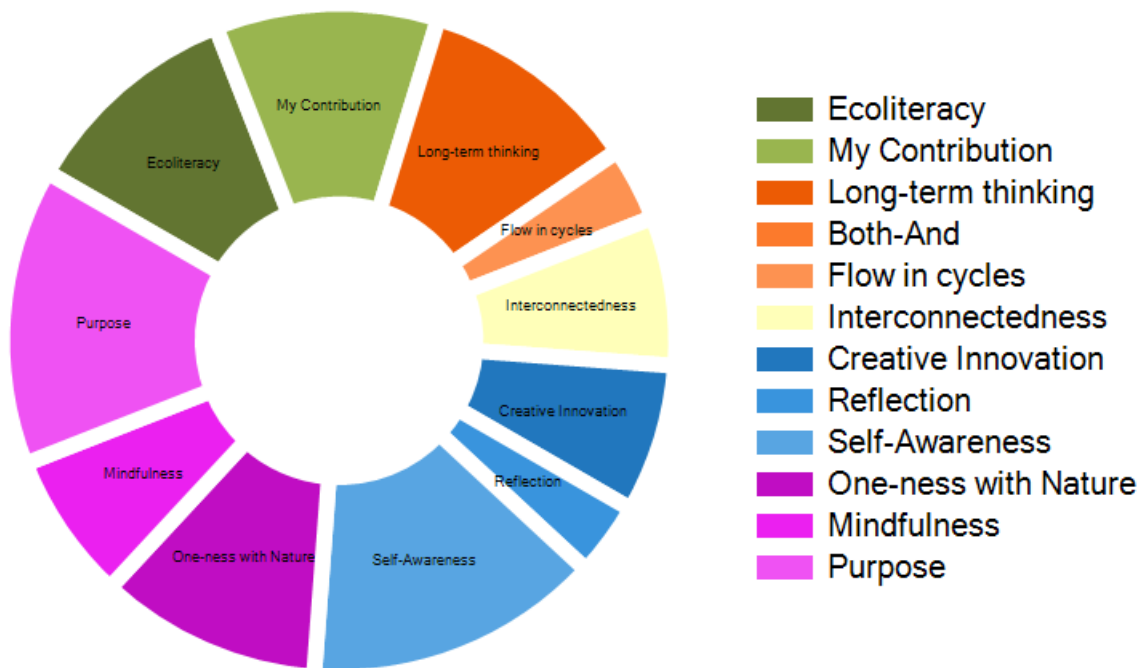 My Contribution
Long-term thinking
Ecoliteracy
Flow in cycles
Interconnectedness
Purpose
Creative Innovation
Mindfulness
Reflection
One-ness with Nature
Self-Awareness
Ecoliteracy
My Contribution
Long-term thinking
Both-And
Flow in cycles
Interconnectedness
Creative Innovation
Reflection
Self-Awareness
One-ness with Nature
Mindfulness
Purpose